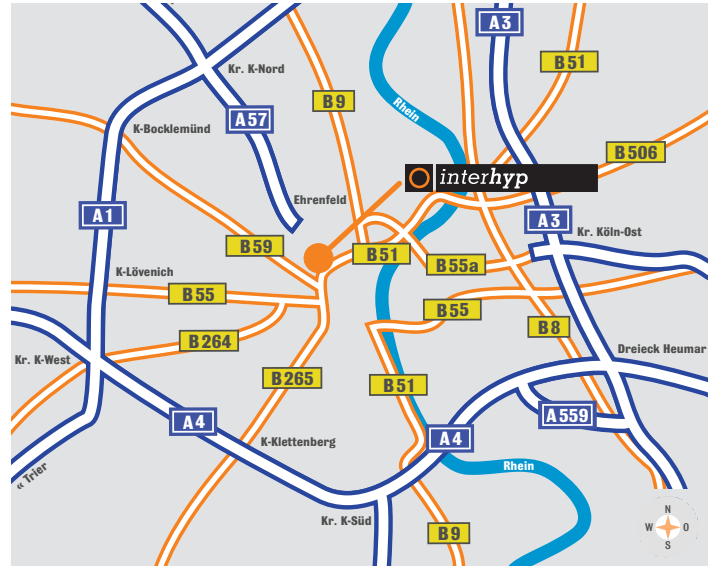 A3
B51
Kr. K-Nord
Rhein
B9
A57
K-Bocklemünd
B506
interhyp
Ehrenfeld
A1
A3
Kr. Köln-Ost
B59
B51
B55a
K-Lövenich
B55
B55
B8
B264
Kr. K-West
Dreieck Heumar
B265
B51
A559
A4
A4
K-Klettenberg
Rhein
« Trier
Kr. K-Süd
B9
N
W O
S